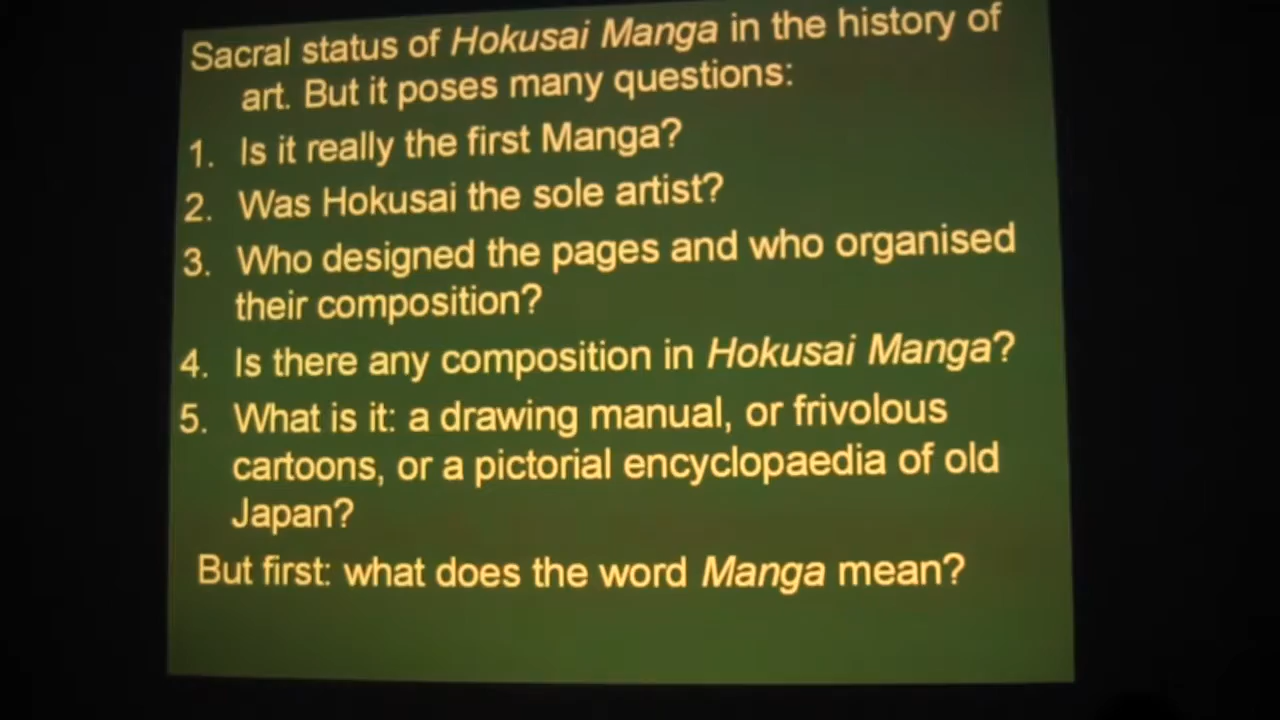 Sacral status of Hokusai Manga in the history of
art. But it poses many questions:
1. Is it really the first Manga?
2. Was Hokusai the sole artist?
3. Who designed the pages and who organised
their composition?
4. Is there any composition in Hokusai Manga?
5. What is it: a drawing manual, or frivolous
cartoons, or a pictorial encyclopaedia of old
Japan?
But first: what does the word Manga mean?